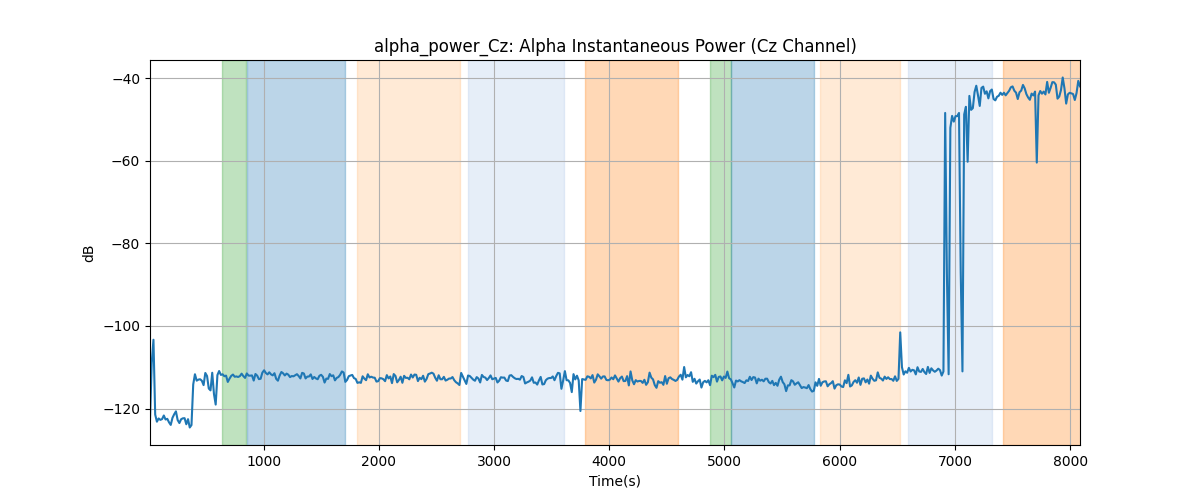 alpha_power_Cz: Alpha Instantaneous Power (Cz Channel)
−40
−60
−80
−100
−120
dB
1000 2000 3000 4000 5000 6000 7000 8000
Time(s)